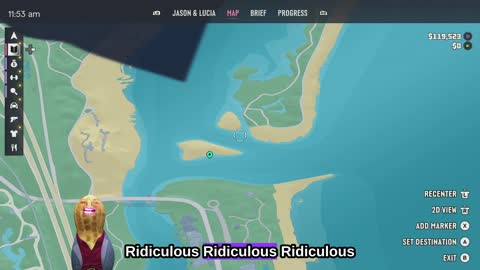 11:53 am
JASON & LUCIA MAP BRIEF PROGRESS
$119,523
$0
RECENTER L
2D VIEW
ADD MARKER X
SET DESTINATION A
EXIT B
Ridiculous Ridiculous Ridiculous